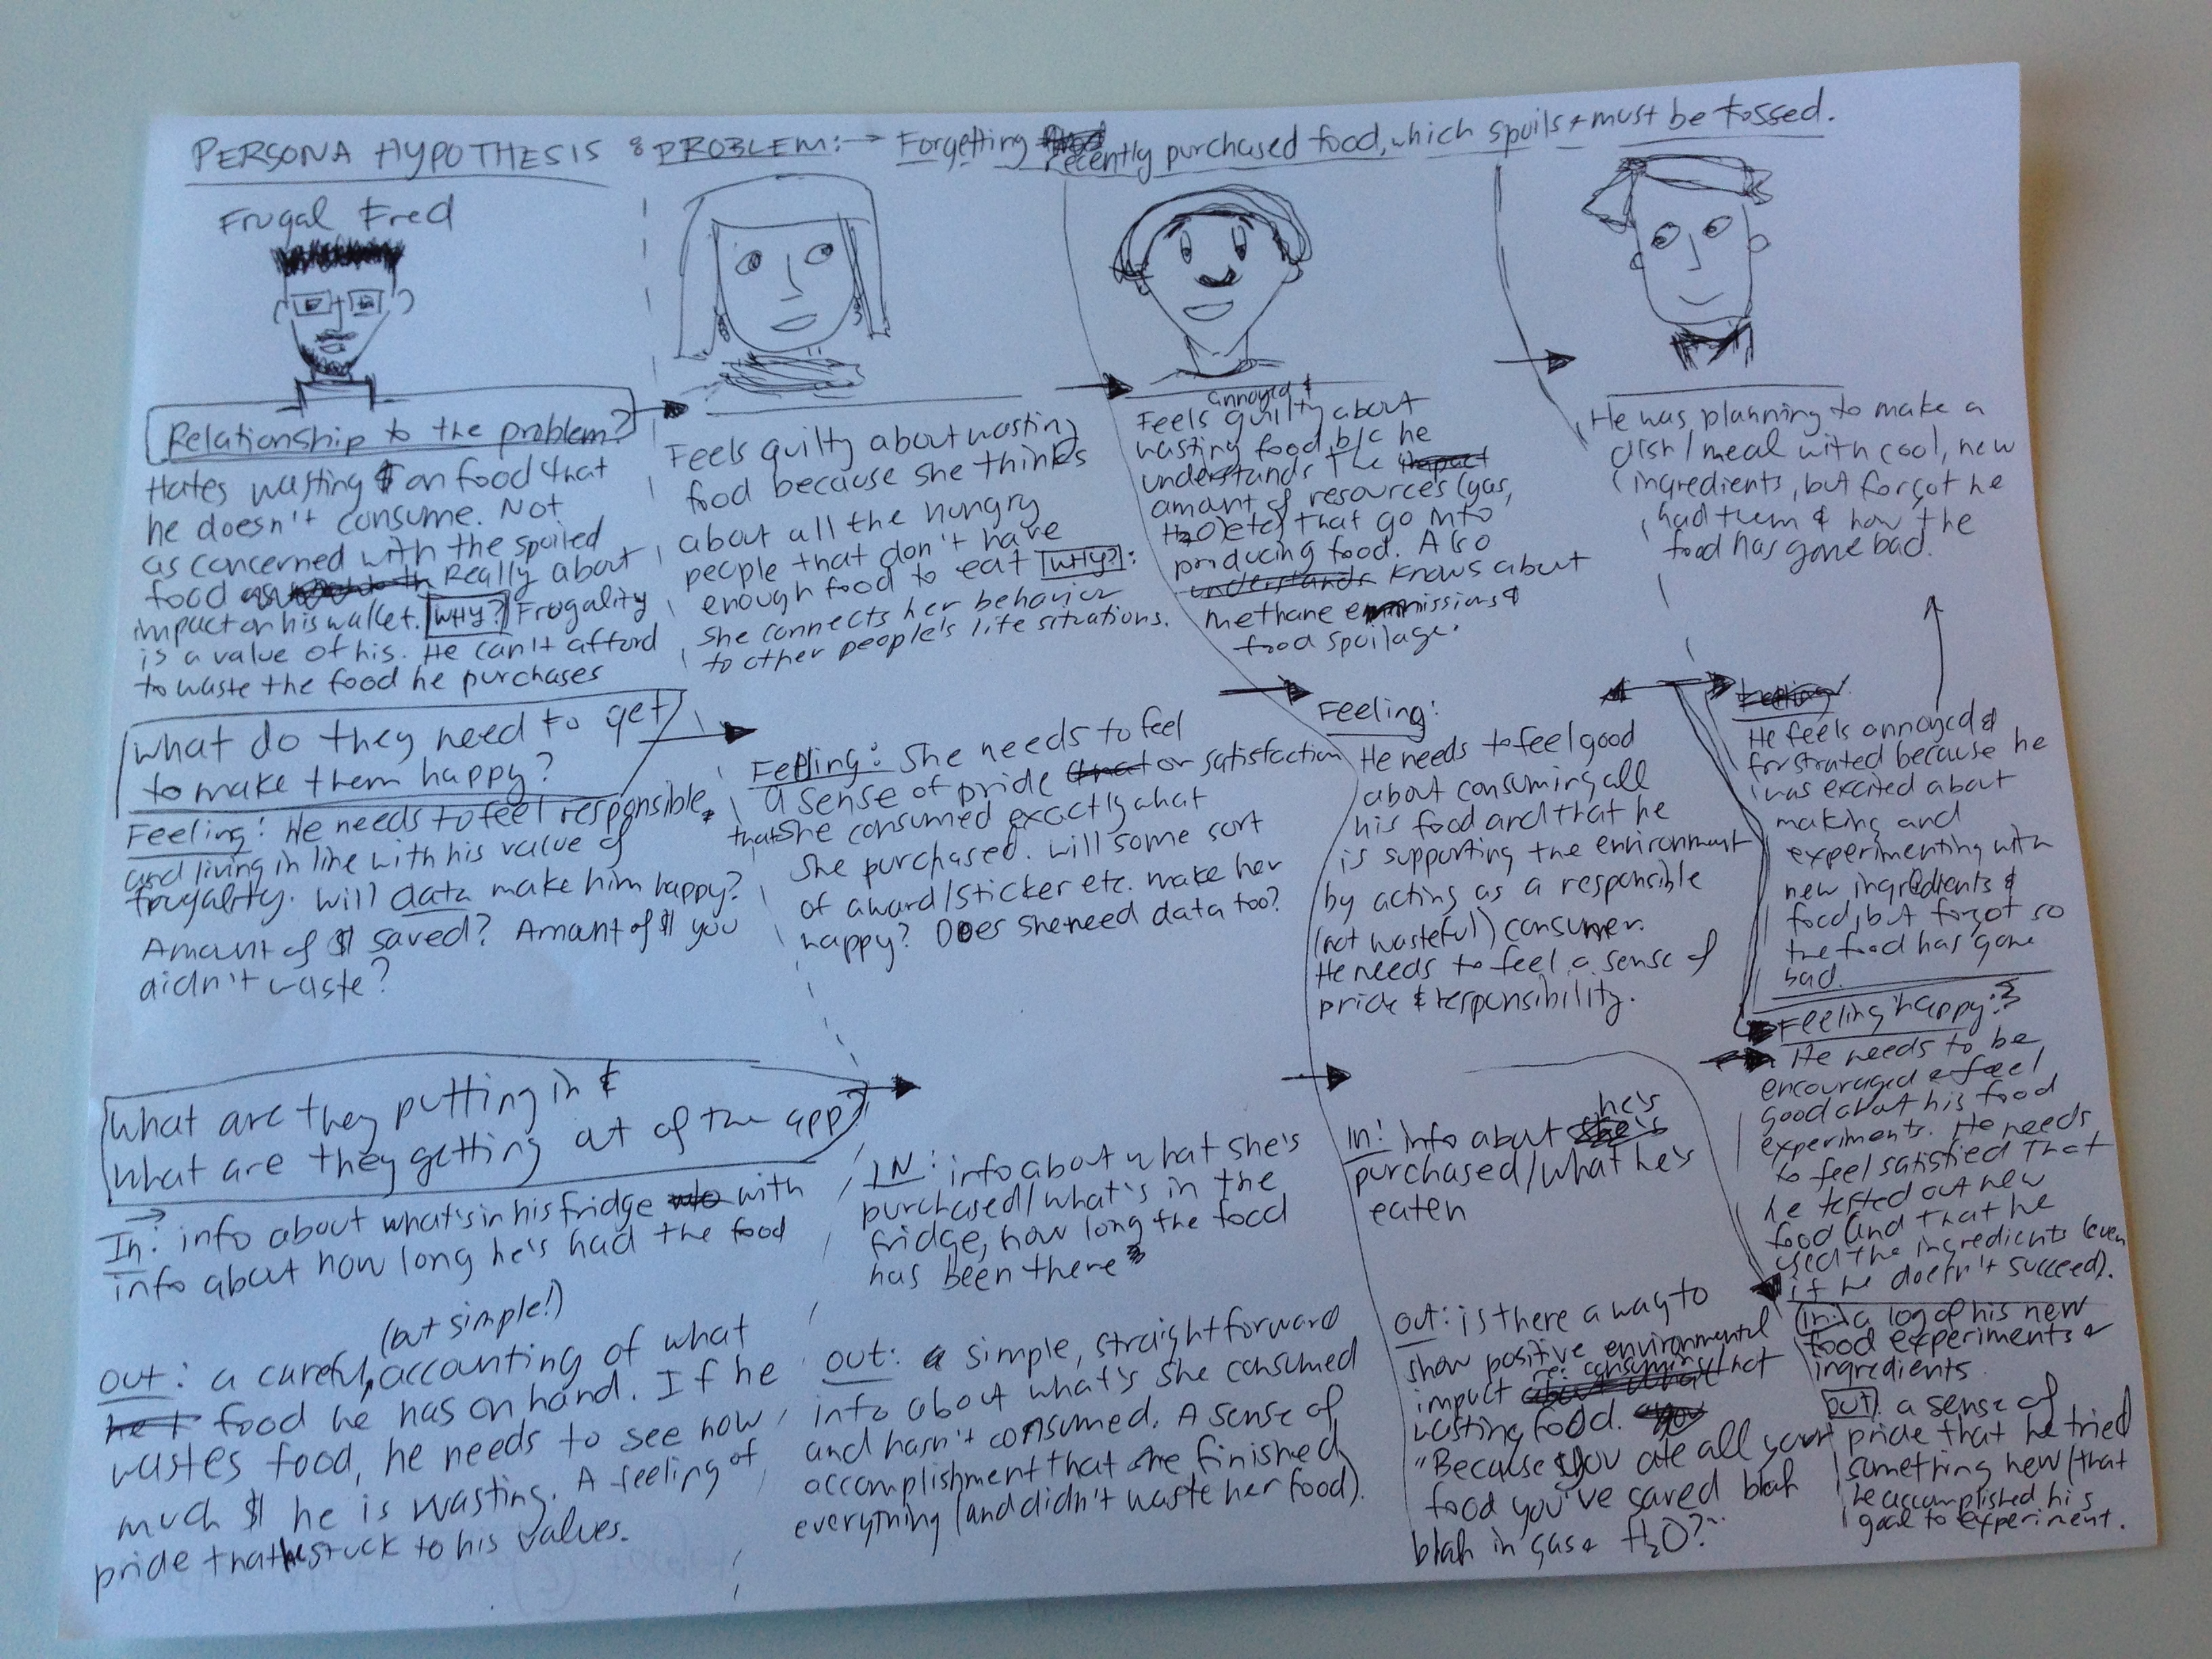 PERSONA HYPOTHESIS & PROBLEM: → Forgetting recently purchased food, which spoils & must be tossed.
Frugal Fred
Relationship to the problem?
Hates wasting $ on food that
he doesn't consume. Not
as concerned with the spoiled
food as Really about
impact on his wallet. WHY? Frugality
is a value of his. He can't afford
to waste the food he purchases
Feels guilty about wasting
food because she thinks
about all the hungry
people that don't have
enough food to eat WHY?:
she connects her behavior
to other people's life situations.
annoyed &
Feels guilty about
wasting food b/c he
understands the impact
amount of resources (gas,
H2O etc) that go into
producing food. Also
understands knows about
methane emmissions &
food spoilage.
He was planning to make a
dish/meal with cool, new
ingredients, but forgot he
had them & how the
food has gone bad.
What do they need to get
to make them happy?
Feeling: He needs to feel responsible
and living in line with his value of
frugality. Will data make him happy?
Amount of $ saved? Amount of $ you
didn't waste?
Feeling: She needs to feel
a sense of pride that or satisfaction
that she consumed exactly what
she purchased. Will some sort
of award/sticker etc. make her
happy? Does she need data too?
Feeling:
He needs to feel good
about consuming all
his food and that he
is supporting the environment
by acting as a responsible
(not wasteful) consumer.
He needs to feel a sense of
pride & responsibility.
Feeling
He feels annoyed &
frustrated because he
was excited about
making and
experimenting with
new ingredients &
food, but forgot so
the food has gone
bad.
Feeling happy:
He needs to be
encouraged & feel
good about his food
experiments. He needs
to feel satisfied that
he tested out new
food (and that he
used the ingredients (even
if he doesn't succeed).
What are they putting in &
What are they getting out of the app?
In: info about what's in his fridge with
info about how long he's had the food
(but simple!)
OUT: a careful, accounting of what
food he has on hand. If he
wastes food, he needs to see how
much $ he is wasting. A feeling of
pride that he stuck to his values.
IN: info about what she's
purchased/what's in the
fridge, how long the food
has been there
OUT: a simple, straightforward
info about what's she consumed
and hasn't consumed. A sense of
accomplishment that she finished
everything (and didn't waste her food).
In: info about she's he's
purchased/what he's
eaten
OUT: is there a way to
show positive environmental
impact about what re: consuming/not
wasting food.
"Because you ate all your
food you've saved blah
blah in gas & H2O?"
In: a log of his new
food experiments &
ingredients
OUT: a sense of
pride that he tried
something new/that
he accomplished his
goal to experiment.